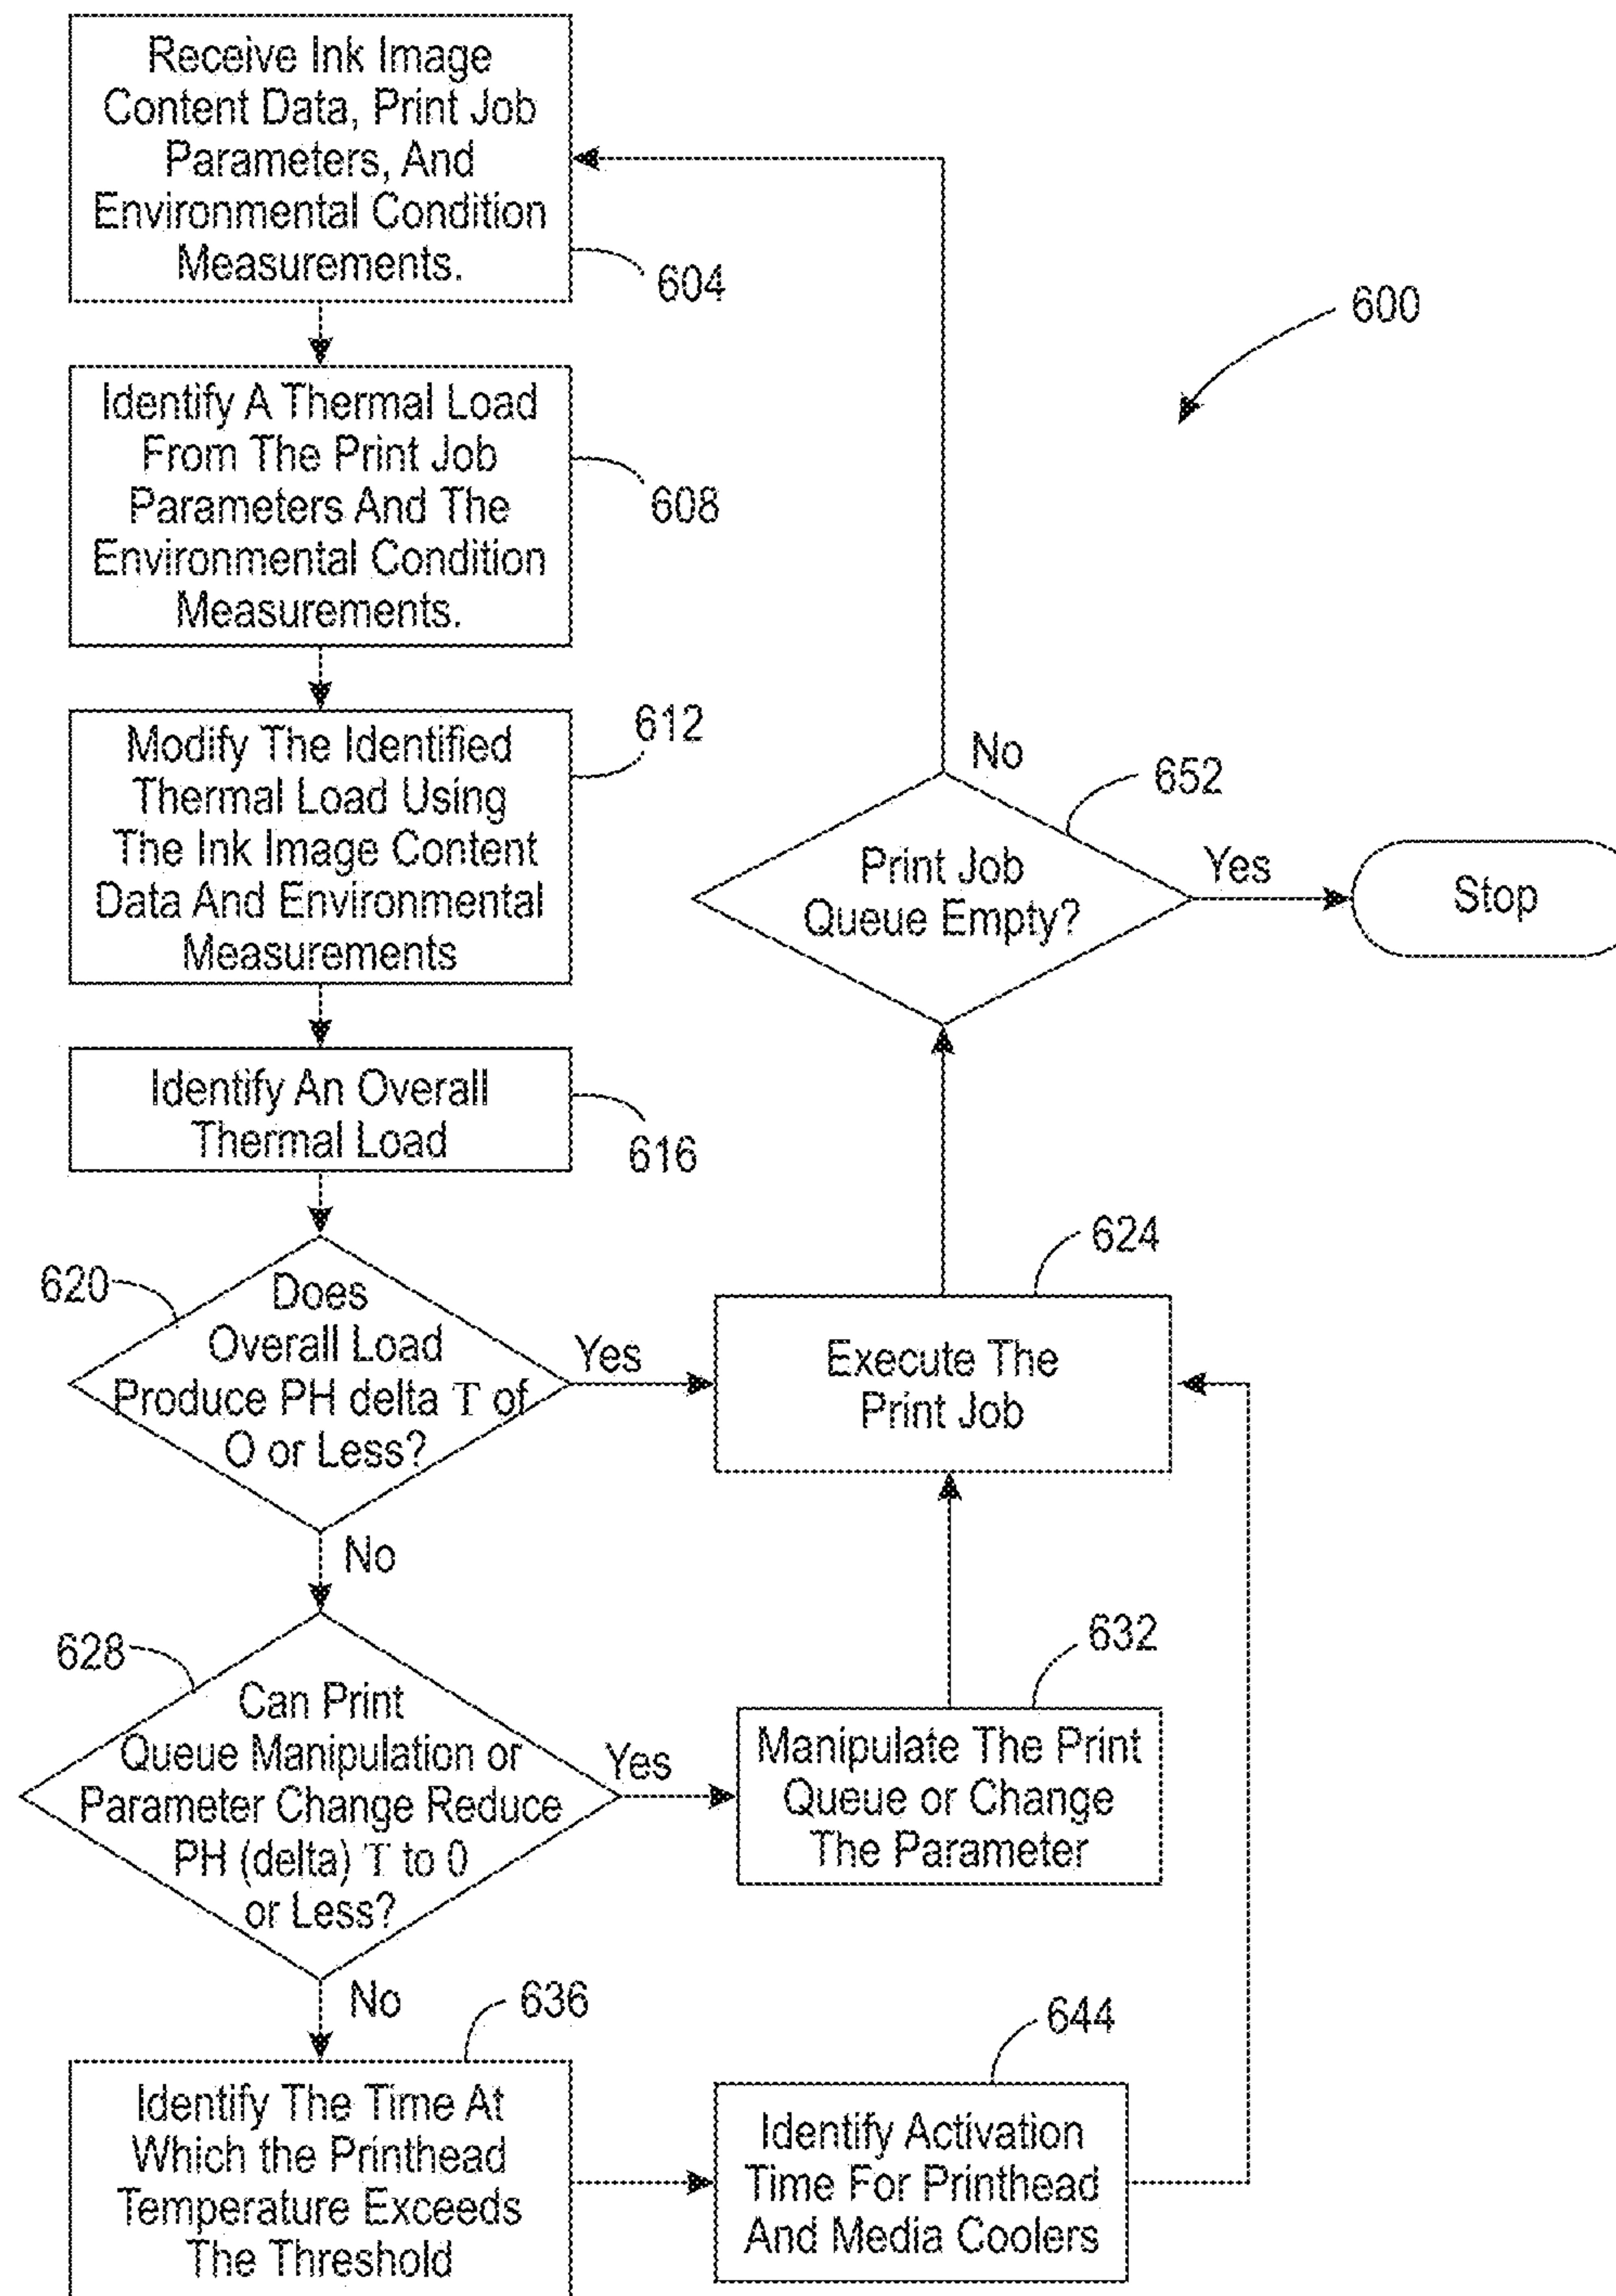 Receive Ink Image
Content Data, Print Job
Parameters, And
Environmental Condition
Measurements.
604
600
Identify A Thermal Load
From The Print Job
Parameters And The
Environmental Condition
Measurements.
608
Modify The Identified
Thermal Load Using
The Ink Image Content
Data And Environmental
Measurements
612
No
652
Print Job
Queue Empty?
Yes
Stop
Identify An Overall
Thermal Load
616
620
Does
Overall Load
Produce PH delta T of
O or Less?
Yes
624
Execute The
Print Job
No
628
Can Print
Queue Manipulation or
Parameter Change Reduce
PH (delta) T to 0
or Less?
Yes
632
Manipulate The Print
Queue or Change
The Parameter
No
636
Identify The Time At
Which the Printhead
Temperature Exceeds
The Threshold
644
Identify Activation
Time For Printhead
And Media Coolers